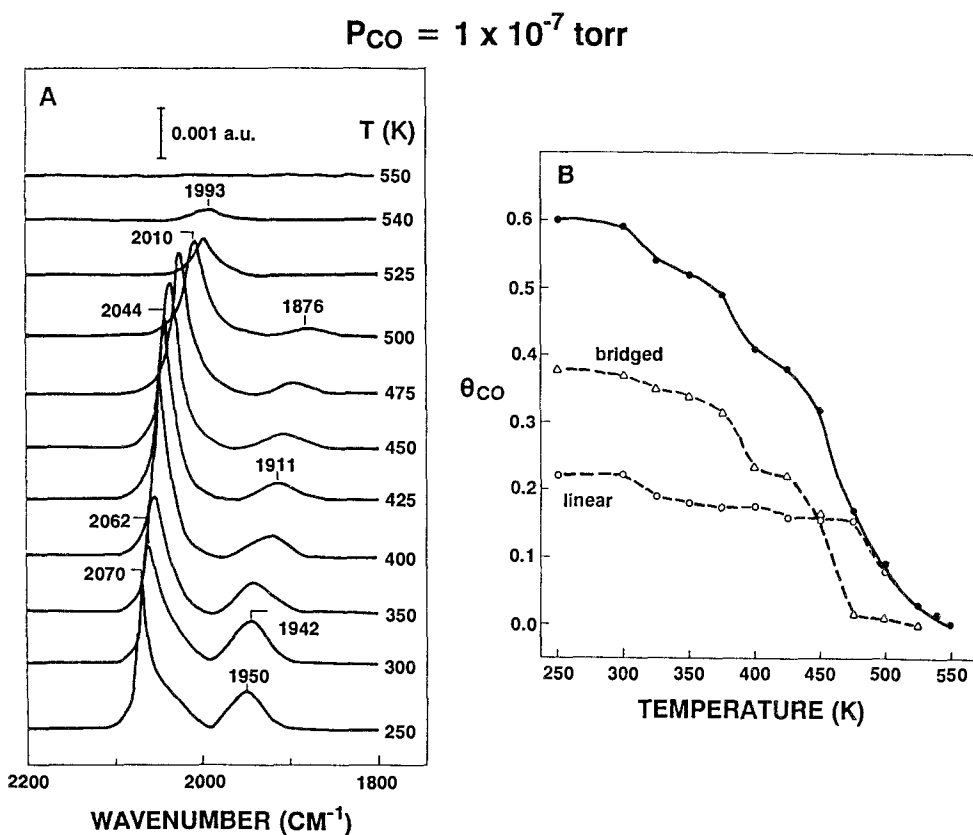 P_CO = 1 x 10⁻⁷ torr
A
0.001 a.u.
T (K)
550
1993
540
2010
525
2044
1876
500
475
450
1911
425
2062
400
2070
350
1942
300
1950
250
2200
2000
1800
WAVENUMBER (CM⁻¹)
B
0.6
0.5
0.4
bridged
θ_CO
0.3
0.2
linear
0.1
0.0
250 300 350 400 450 500 550
TEMPERATURE (K)